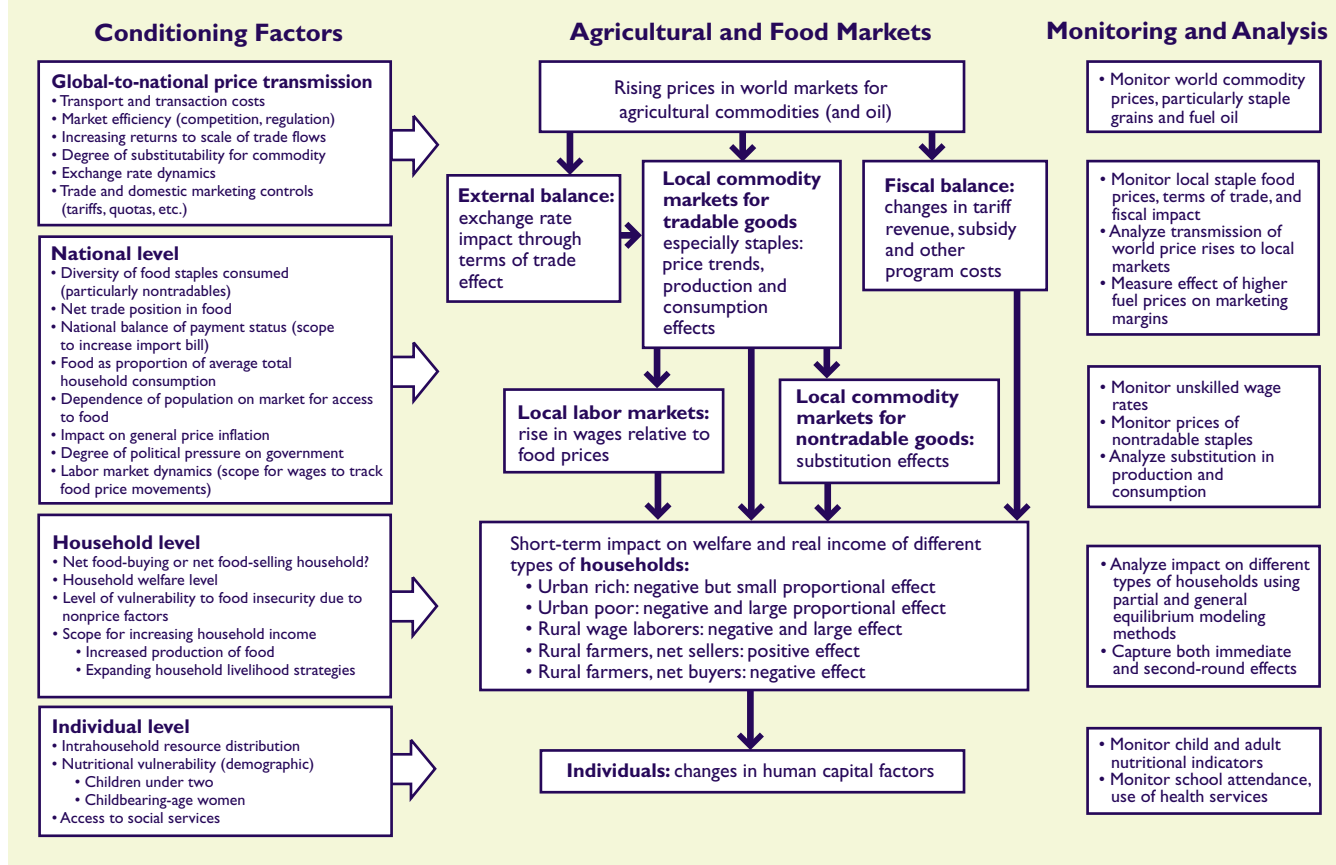 Conditioning Factors
Global-to-national price transmission
• Transport and transaction costs
• Market efficiency (competition, regulation)
• Increasing returns to scale of trade flows
• Degree of substitutability for commodity
• Exchange rate dynamics
• Trade and domestic marketing controls
(tariffs, quotas, etc.)
National level
• Diversity of food staples consumed
(particularly nontradables)
• Net trade position in food
• National balance of payment status (scope
to increase import bill)
• Food as proportion of average total
household consumption
• Dependence of population on market for access
to food
• Impact on general price inflation
• Degree of political pressure on government
• Labor market dynamics (scope for wages to track
food price movements)
Household level
• Net food-buying or net food-selling household?
• Household welfare level
• Level of vulnerability to food insecurity due to
nonprice factors
• Scope for increasing household income
• Increased production of food
• Expanding household livelihood strategies
Individual level
• Intrahousehold resource distribution
• Nutritional vulnerability (demographic)
• Children under two
• Childbearing-age women
• Access to social services
Agricultural and Food Markets
Rising prices in world markets for
agricultural commodities (and oil)
External balance:
exchange rate
impact through
terms of trade
effect
Local commodity
markets for
tradable goods
especially staples:
price trends,
production and
consumption
effects
Fiscal balance:
changes in tariff
revenue, subsidy
and other
program costs
Local labor markets:
rise in wages relative to
food prices
Local commodity
markets for
nontradable goods:
substitution effects
Short-term impact on welfare and real income of different
types of households:
• Urban rich: negative but small proportional effect
• Urban poor: negative and large proportional effect
• Rural wage laborers: negative and large effect
• Rural farmers, net sellers: positive effect
• Rural farmers, net buyers: negative effect
Individuals: changes in human capital factors
Monitoring and Analysis
• Monitor world commodity
prices, particularly staple
grains and fuel oil
• Monitor local staple food
prices, terms of trade, and
fiscal impact
• Analyze transmission of
world price rises to local
markets
• Measure effect of higher
fuel prices on marketing
margins
• Monitor unskilled wage
rates
• Monitor prices of
nontradable staples
• Analyze substitution in
production and
consumption
• Analyze impact on different
types of households using
partial and general
equilibrium modeling
methods
• Capture both immediate
and second-round effects
• Monitor child and adult
nutritional indicators
• Monitor school attendance,
use of health services